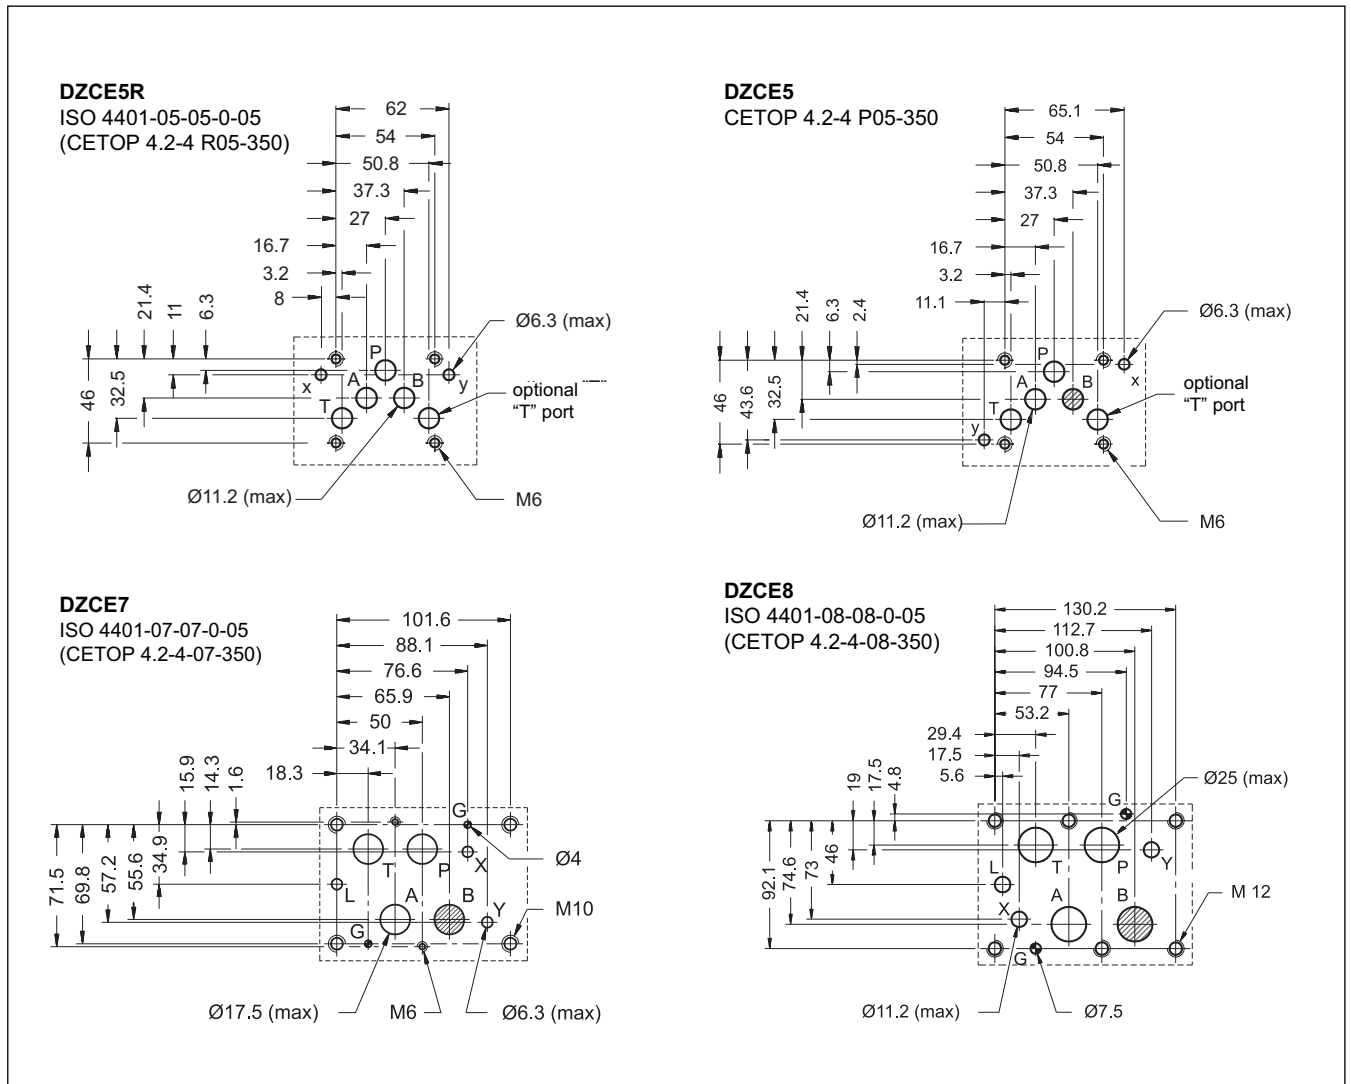 DZCE5R
ISO 4401-05-05-0-05
(CETOP 4.2-4 R05-350)
62
54
50.8
37.3
27
16.7
3.2
8
21.4
11
6.3
46
32.5
Ø6.3 (max)
P
x
A
B
y
T
optional
“T” port
Ø11.2 (max)
M6
DZCE5
CETOP 4.2-4 P05-350
65.1
54
50.8
37.3
27
16.7
3.2
11.1
21.4
6.3
2.4
46
43.6
32.5
Ø6.3 (max)
P
x
A
B
T
y
optional
“T” port
Ø11.2 (max)
M6
DZCE7
ISO 4401-07-07-0-05
(CETOP 4.2-4-07-350)
101.6
88.1
76.6
65.9
50
34.1
18.3
15.9
14.3
1.6
71.5
69.8
57.2
55.6
34.9
G
T
P
X
L
A
B
Y
G
Ø4
M10
Ø17.5 (max)
M6
Ø6.3 (max)
DZCE8
ISO 4401-08-08-0-05
(CETOP 4.2-4-08-350)
130.2
112.7
100.8
94.5
77
53.2
29.4
17.5
5.6
19
17.5
4.8
92.1
74.6
73
46
Ø25 (max)
G
T
P
Y
L
A
B
X
G
M 12
Ø11.2 (max)
Ø7.5